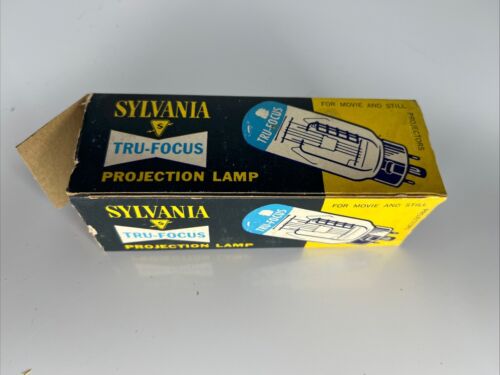 SYLVANIA
S
TRU-FOCUS
PROJECTION LAMP
TRU-FOCUS
FOR MOVIE AND STILL
PROJECTORS
SYLVANIA
S
TRU-FOCUS
PROJECTION LAMP
TRU-FOCUS
FOR MOVIE AND STILL
PROJECTORS